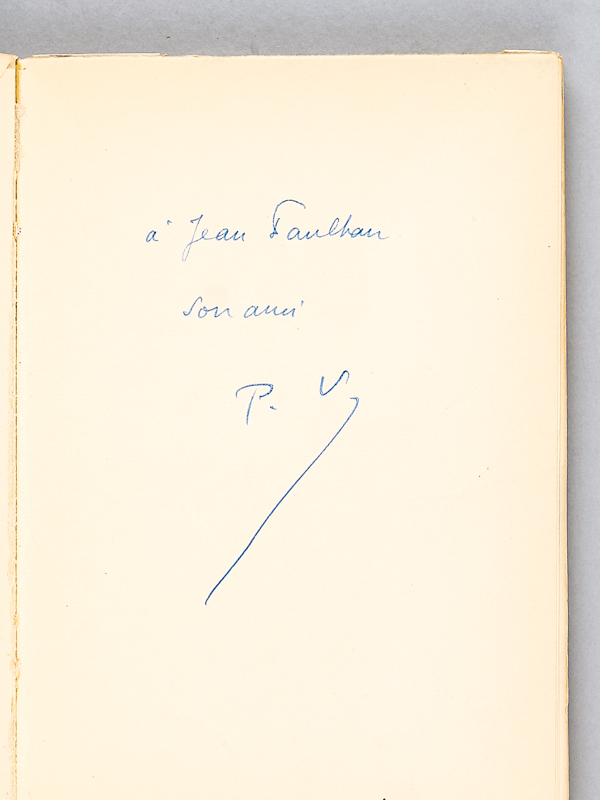 à Jean Paulhan
son ami
P. V.